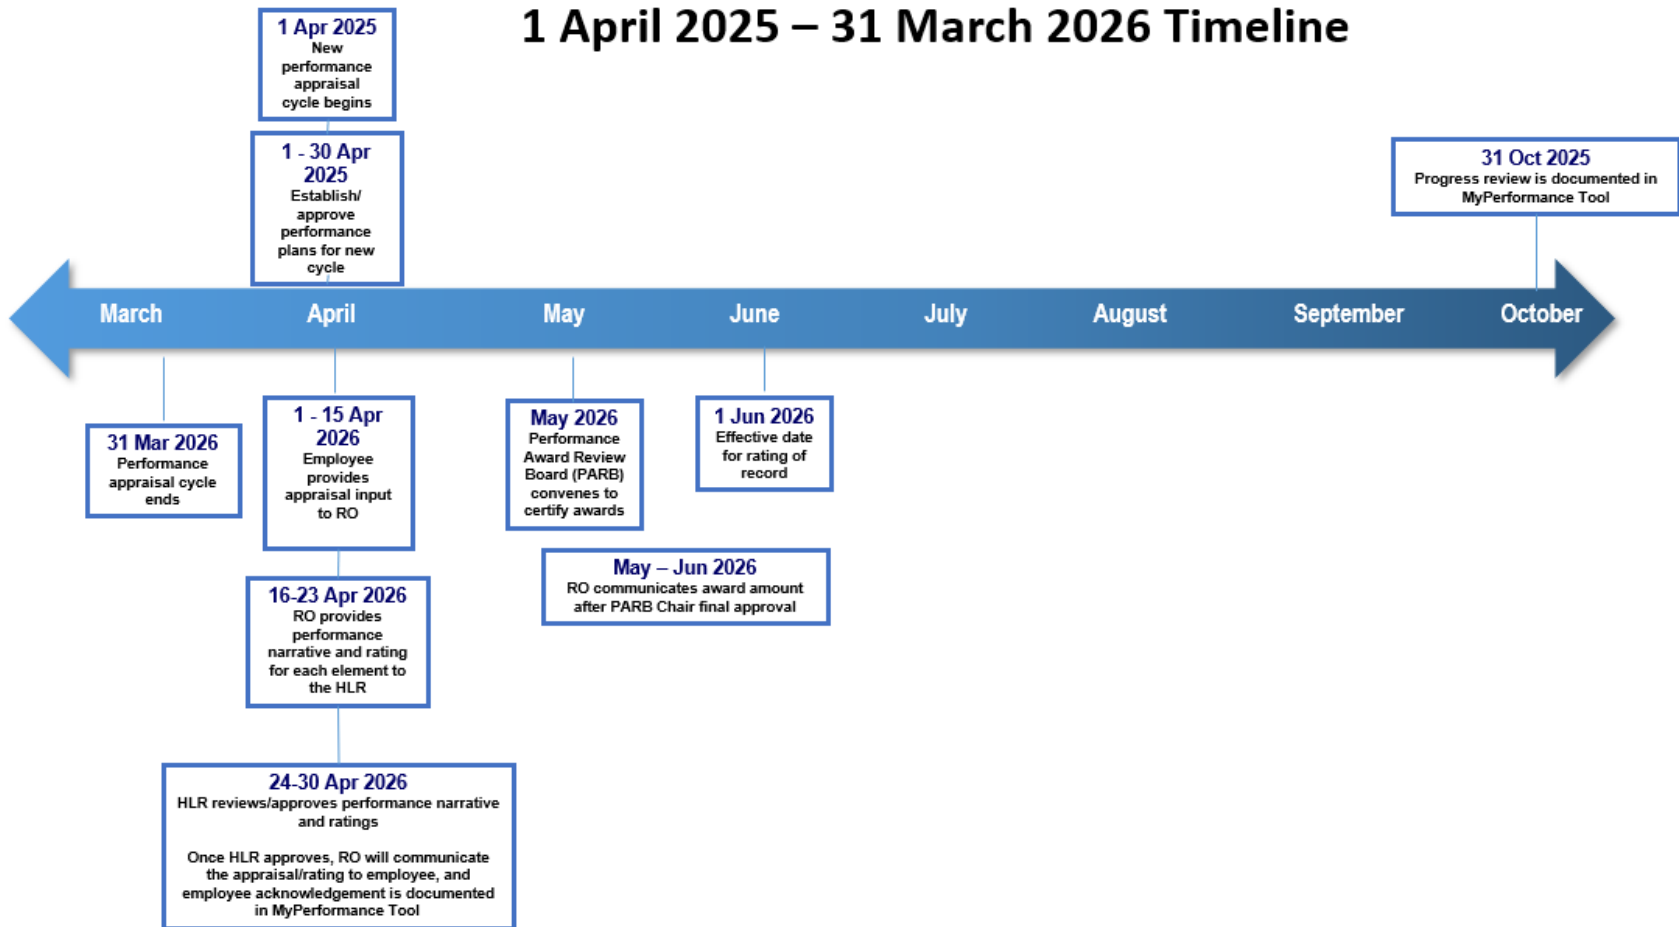 1 April 2025 – 31 March 2026 Timeline
1 Apr 2025
New
performance
appraisal
cycle begins
1 - 30 Apr
2025
Establish/
approve
performance
plans for new
cycle
31 Oct 2025
Progress review is documented in
MyPerformance Tool
March April May June July August September October
31 Mar 2026
Performance
appraisal cycle
ends
1 - 15 Apr
2026
Employee
provides
appraisal input
to RO
16-23 Apr 2026
RO provides
performance
narrative and rating
for each element to
the HLR
24-30 Apr 2026
HLR reviews/approves performance narrative
and ratings
Once HLR approves, RO will communicate
the appraisal/rating to employee, and
employee acknowledgement is documented
in MyPerformance Tool
May 2026
Performance
Award Review
Board (PARB)
convenes to
certify awards
1 Jun 2026
Effective date
for rating of
record
May – Jun 2026
RO communicates award amount
after PARB Chair final approval